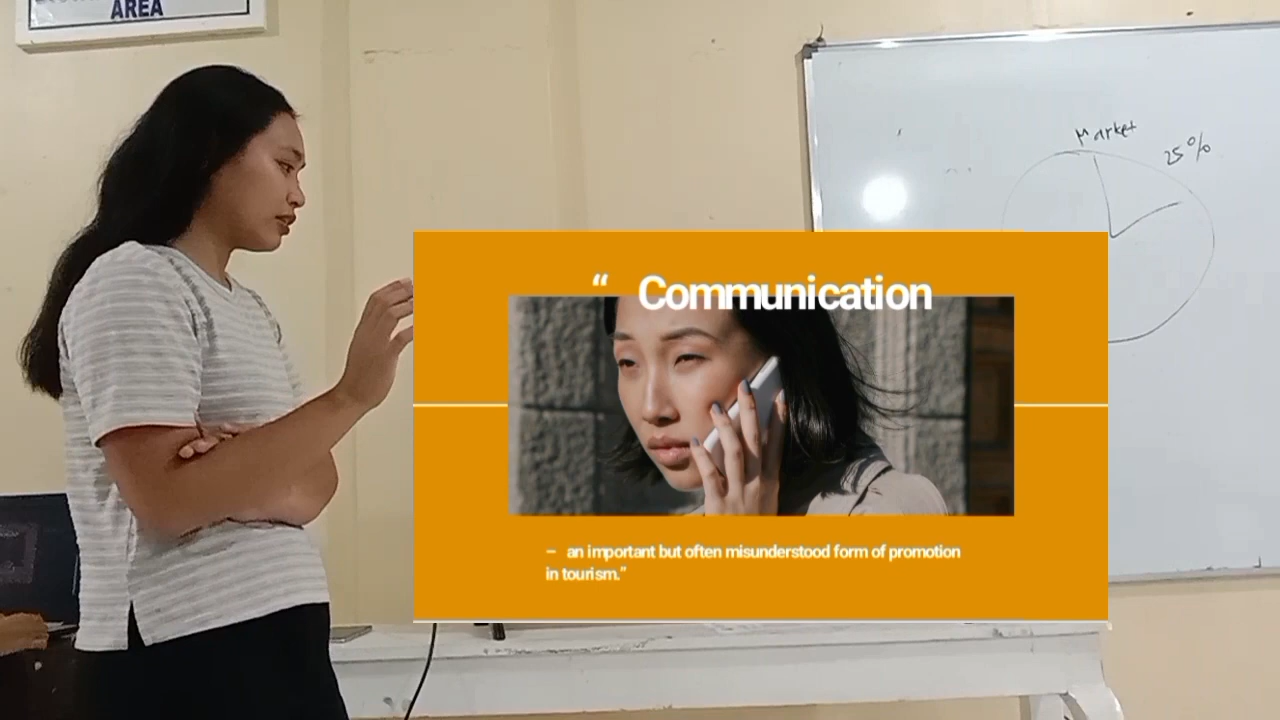 AREA
Market
25%
“ Communication
– an important but often misunderstood form of promotion
in tourism.”